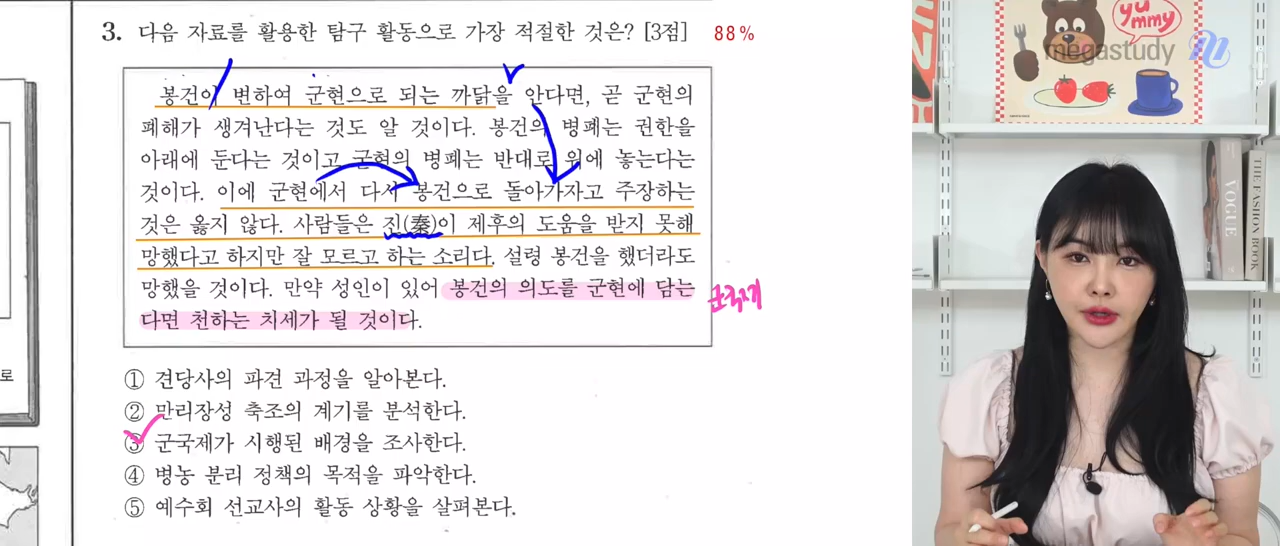 3. 다음 자료를 활용한 탐구 활동으로 가장 적절한 것은? [3점] 88%
봉건이 변하여 군현으로 되는 까닭을 안다면, 곧 군현의
폐해가 생겨난다는 것도 알 것이다. 봉건의 병폐는 권한을
아래에 둔다는 것이고 군현의 병폐는 반대로 위에 놓는다는
것이다. 이에 군현에서 다시 봉건으로 돌아가자고 주장하는
것은 옳지 않다. 사람들은 진(秦)이 제후의 도움을 받지 못해
망했다고 하지만 잘 모르고 하는 소리다. 설령 봉건을 했더라도
망했을 것이다. 만약 성인이 있어 봉건의 의도를 군현에 담는
다면 천하는 치세가 될 것이다.
군국제
① 견당사의 파견 과정을 알아본다.
② 만리장성 축조의 계기를 분석한다.
③ 군국제가 시행된 배경을 조사한다.
④ 병농 분리 정책의 목적을 파악한다.
⑤ 예수회 선교사의 활동 상황을 살펴본다.
로
yummy
megastudy
VOGUE
THE FASHION BOOK